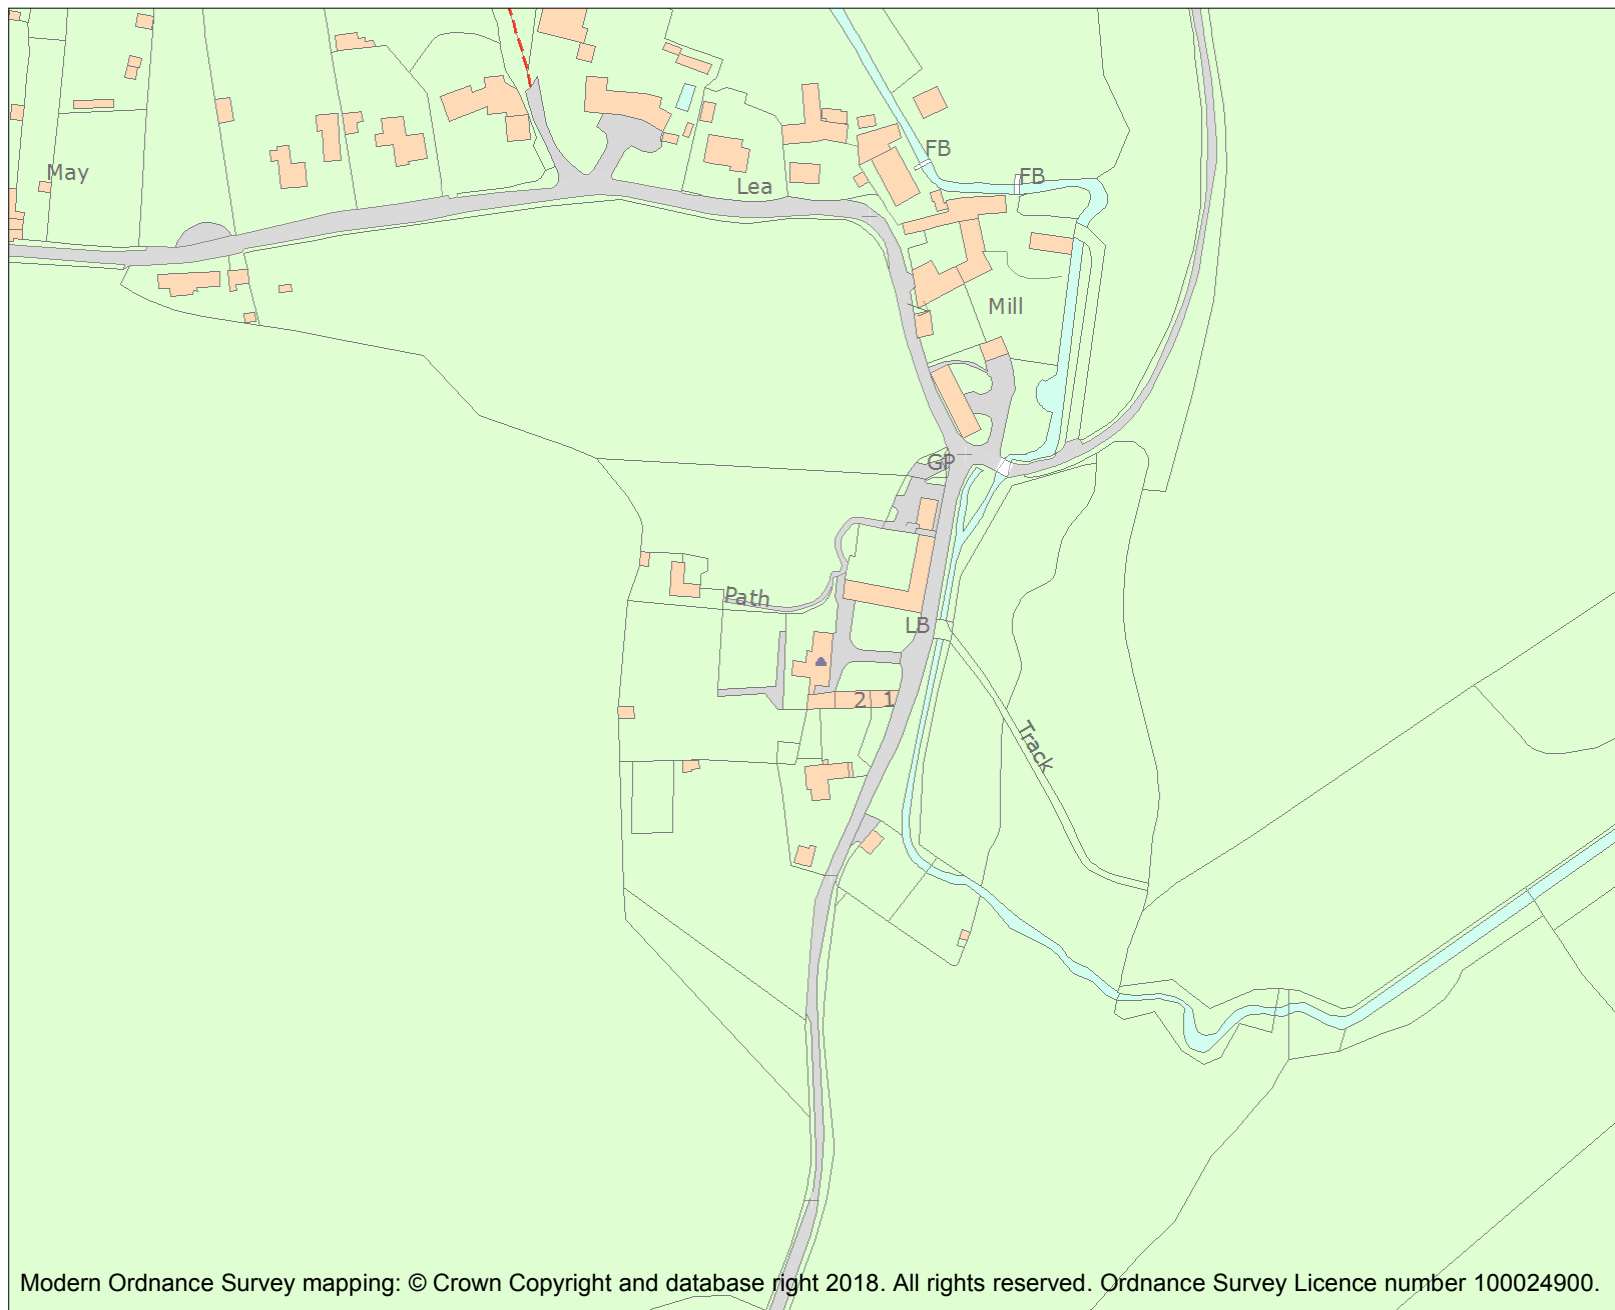 FB
May
FB
Lea
Mill
GP
Path
LB
2 1
Track
Modern Ordnance Survey mapping: © Crown Copyright and database right 2018. All rights reserved. Ordnance Survey Licence number 100024900.